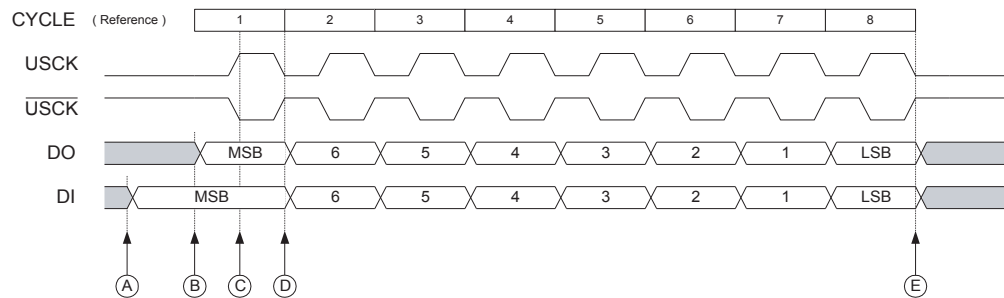 CYCLE ( Reference ) 1 2 3 4 5 6 7 8
USCK
USCK
DO MSB 6 5 4 3 2 1 LSB
DI MSB 6 5 4 3 2 1 LSB
A B C D E